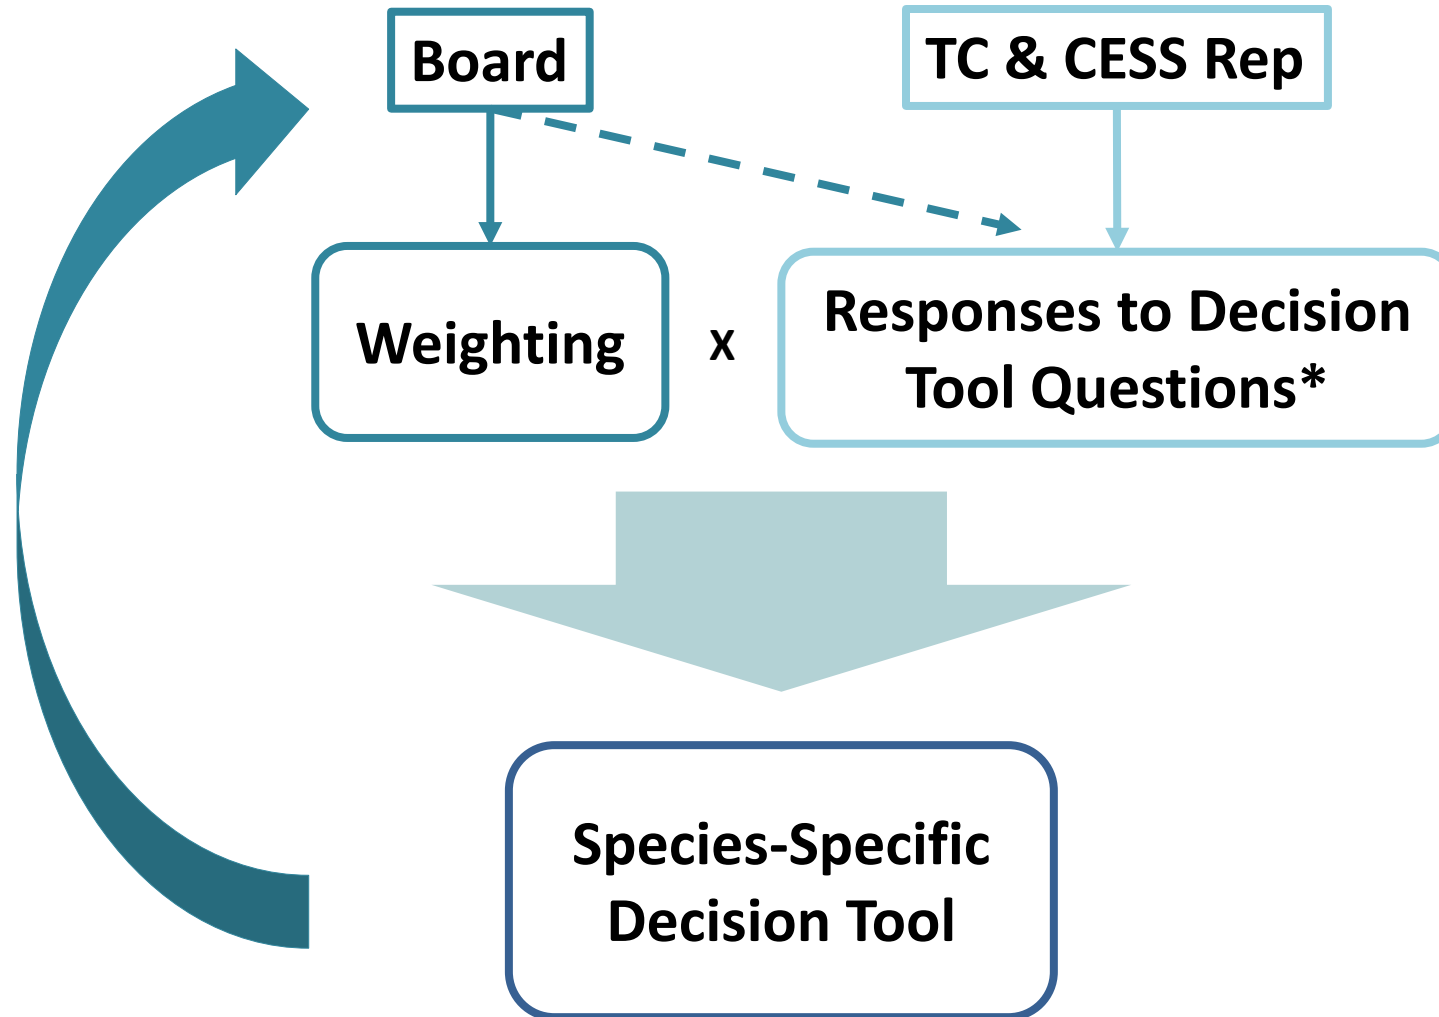 Board
TC & CESS Rep
Weighting
x
Responses to Decision
Tool Questions*
Species-Specific
Decision Tool